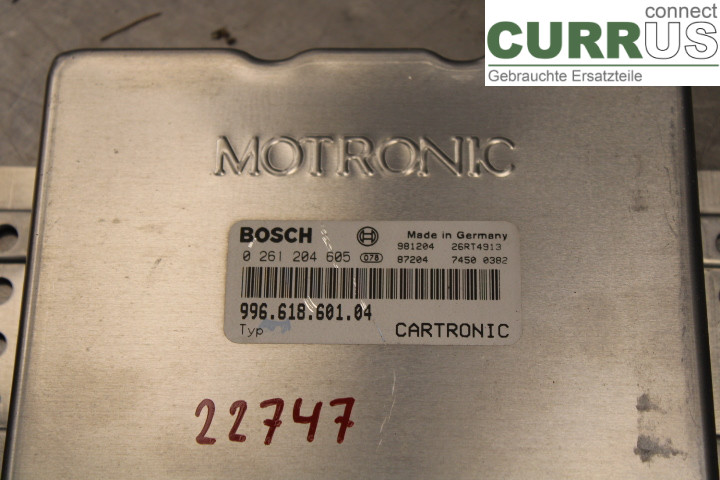 connect
CURRUS
Gebrauchte Ersatzteile
MOTRONIC
BOSCH Made in Germany
981204 26RT4913
0 261 204 605 078 87204 7450 0382
996.618.601.04
Typ CARTRONIC
22747